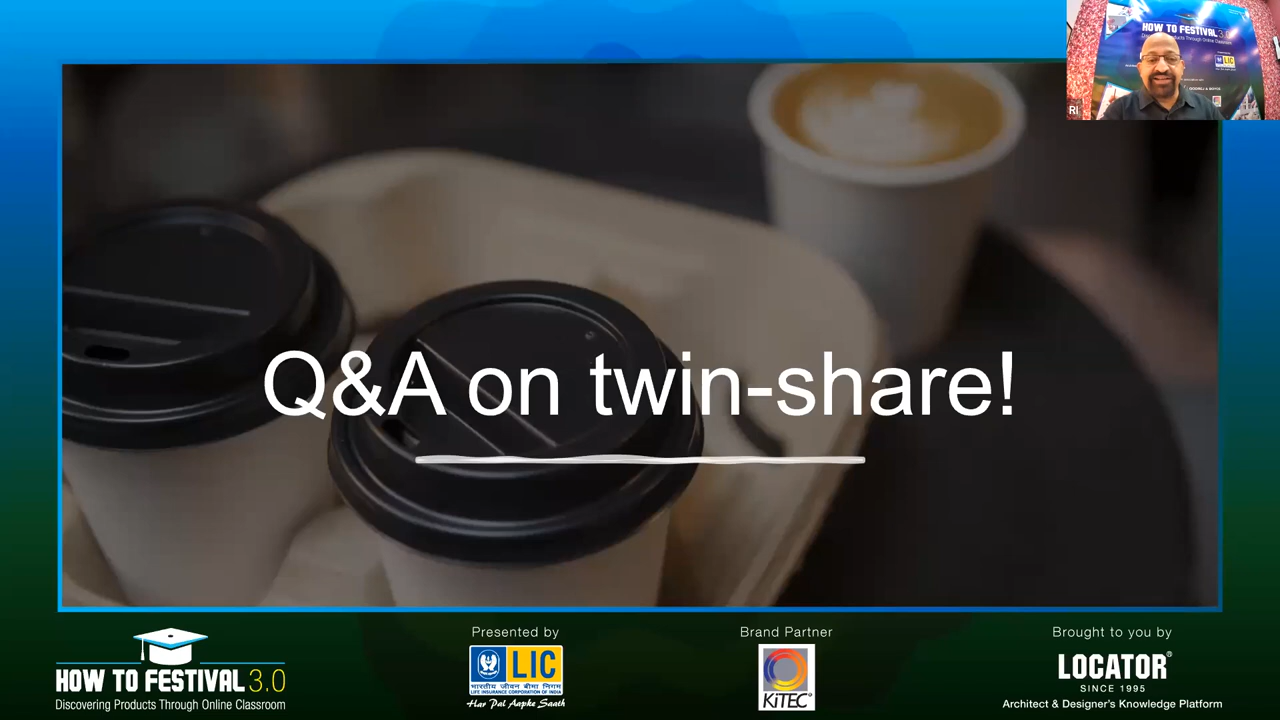 HOW TO FESTIVAL 3.0
LIC
RI
Q&A on twin-share!
HOW TO FESTIVAL 3.0
Discovering Products Through Online Classroom
Presented by
LIC
भारतीय जीवन बीमा निगम
LIFE INSURANCE CORPORATION OF INDIA
Har Pal Aapke Saath
Brand Partner
KiTEC®
Brought to you by
LOCATOR®
SINCE 1995
Architect & Designer's Knowledge Platform